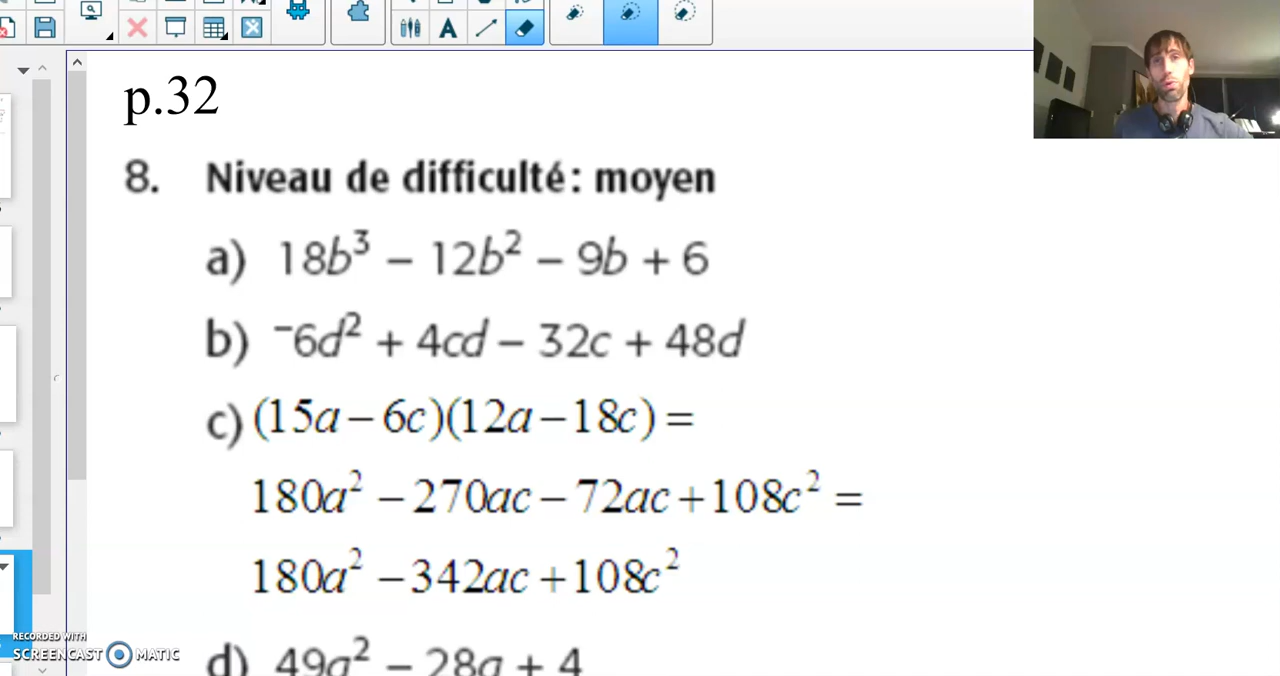 p.32
8. Niveau de difficulté : moyen
a) 18b³ − 12b² − 9b + 6
b) ⁻6d² + 4cd − 32c + 48d
c) (15a − 6c)(12a − 18c) =
180a² − 270ac − 72ac + 108c² =
180a² − 342ac + 108c²
d) 49a² − 28a + 4
RECORDED WITH
SCREENCAST MATIC